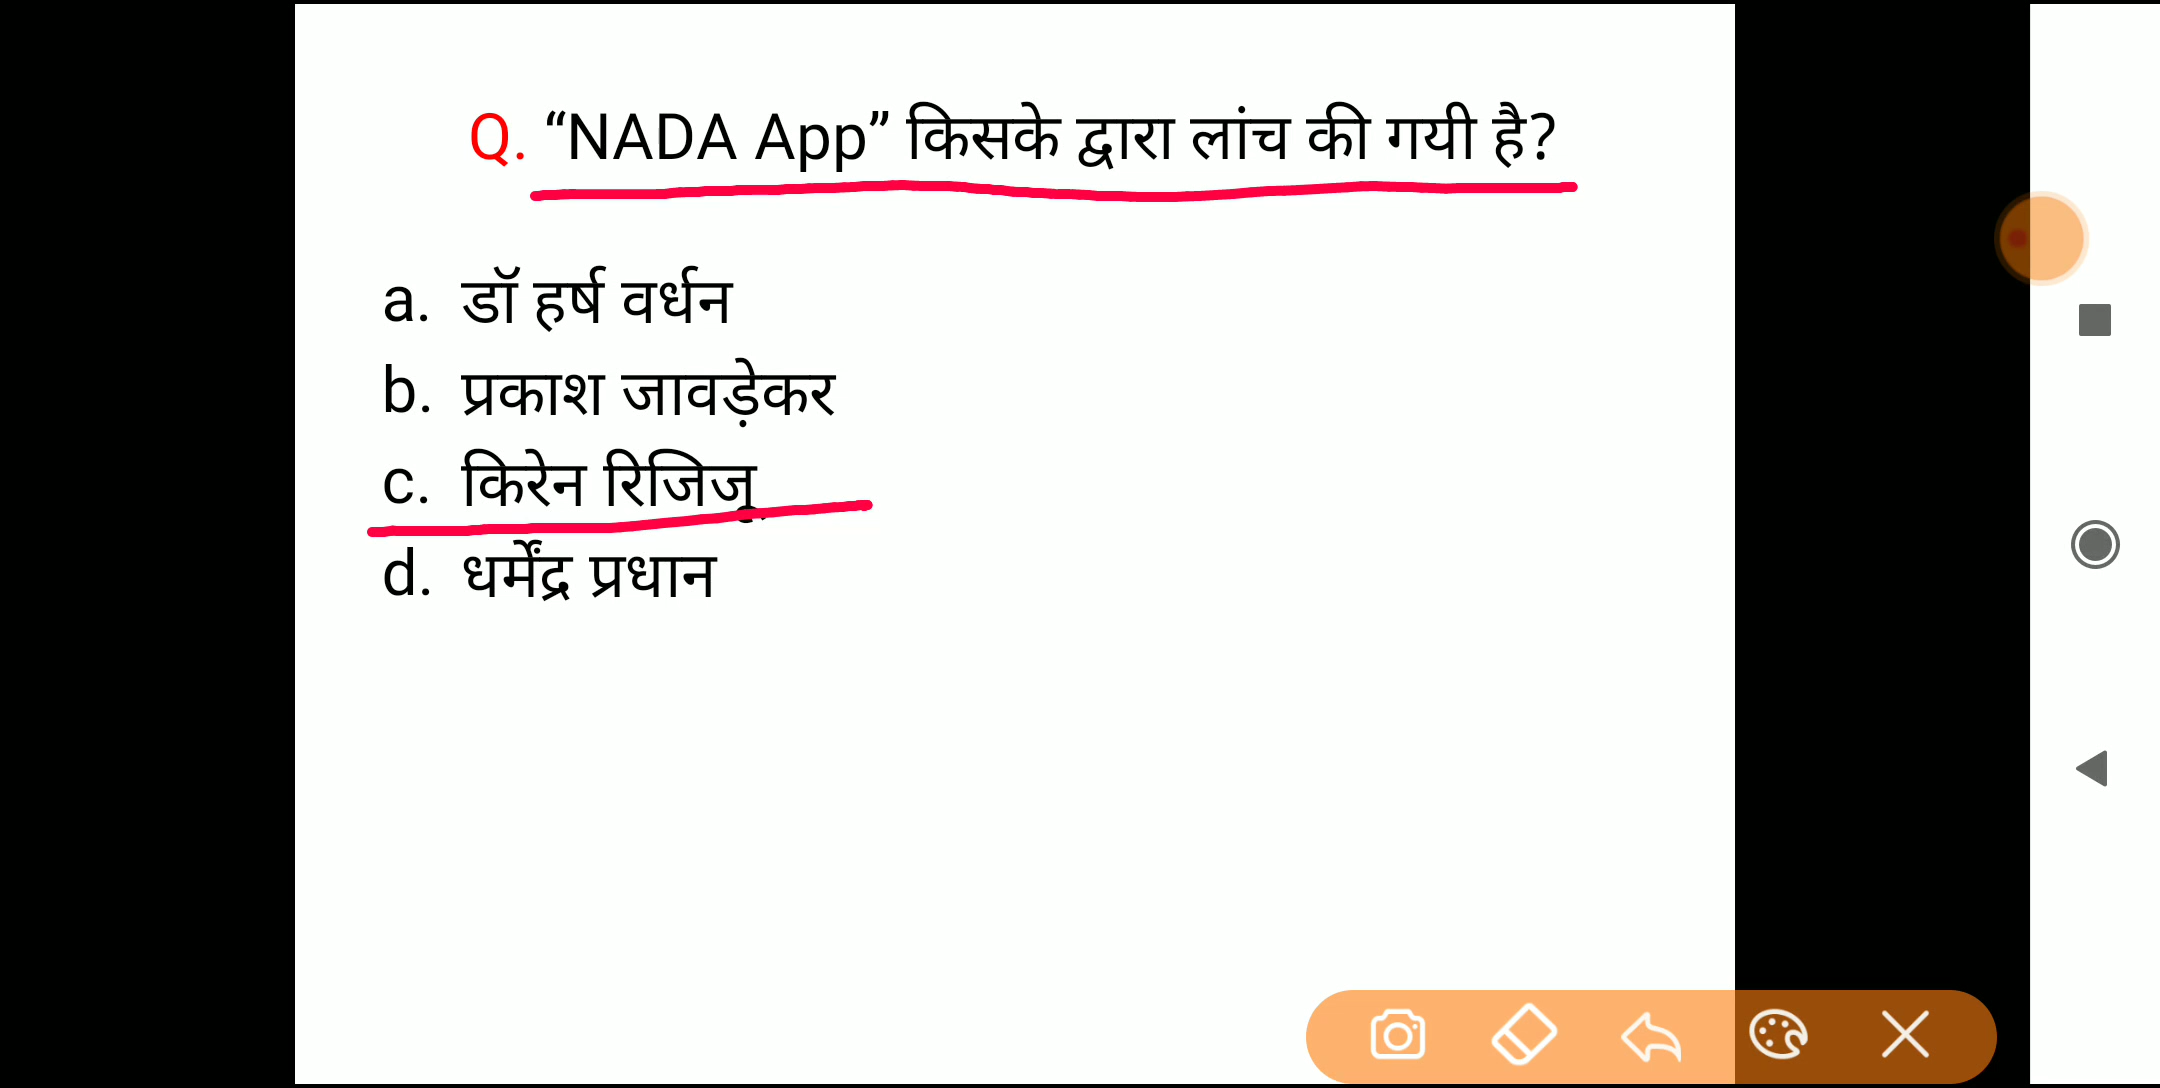 Q. “NADA App” किसके द्वारा लांच की गयी है?
a. डॉ हर्ष वर्धन
b. प्रकाश जावड़ेकर
c. किरेन रिजिजू
d. धर्मेंद्र प्रधान